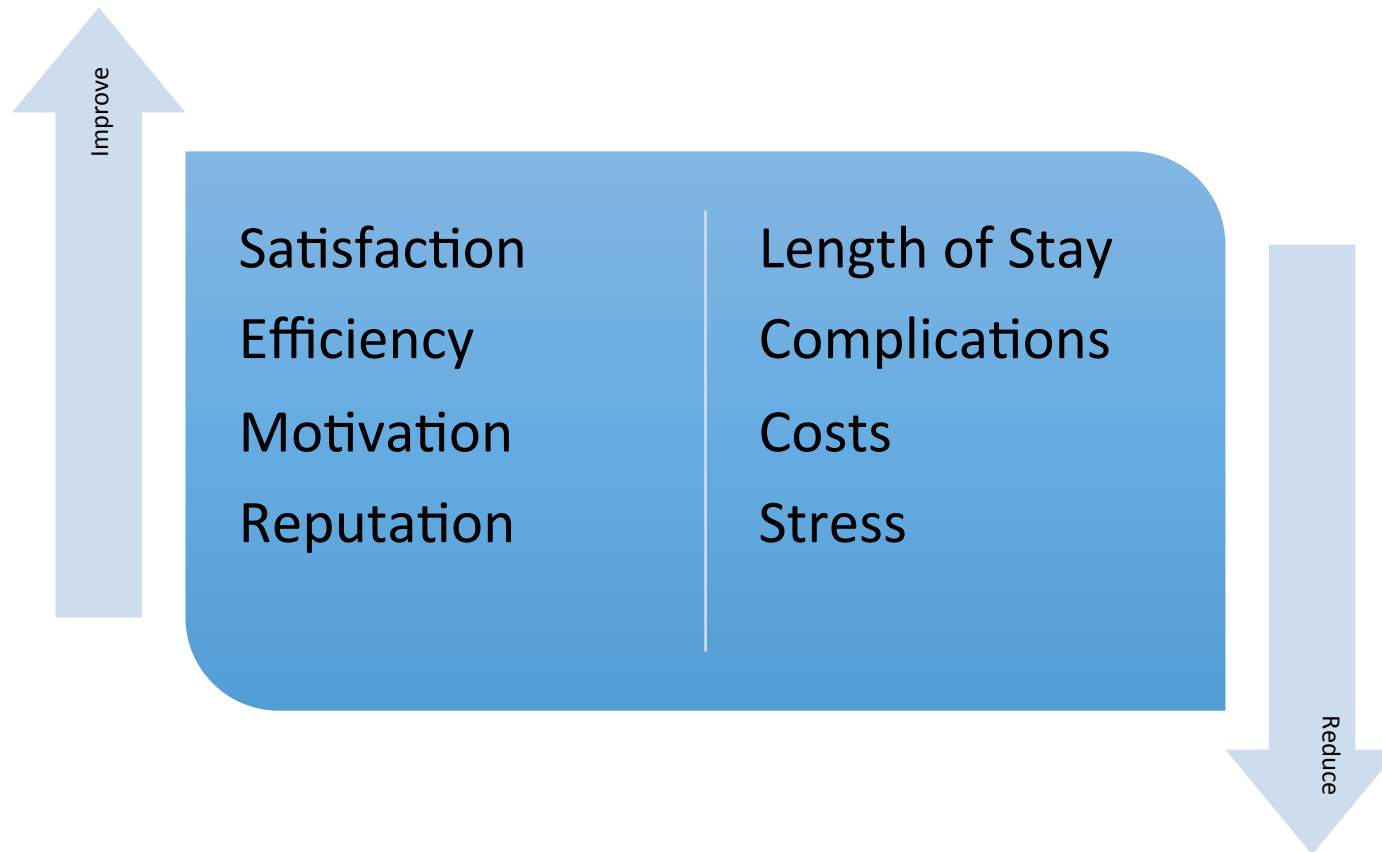 Improve
Satisfaction
Efficiency
Motivation
Reputation
Length of Stay
Complications
Costs
Stress
Reduce